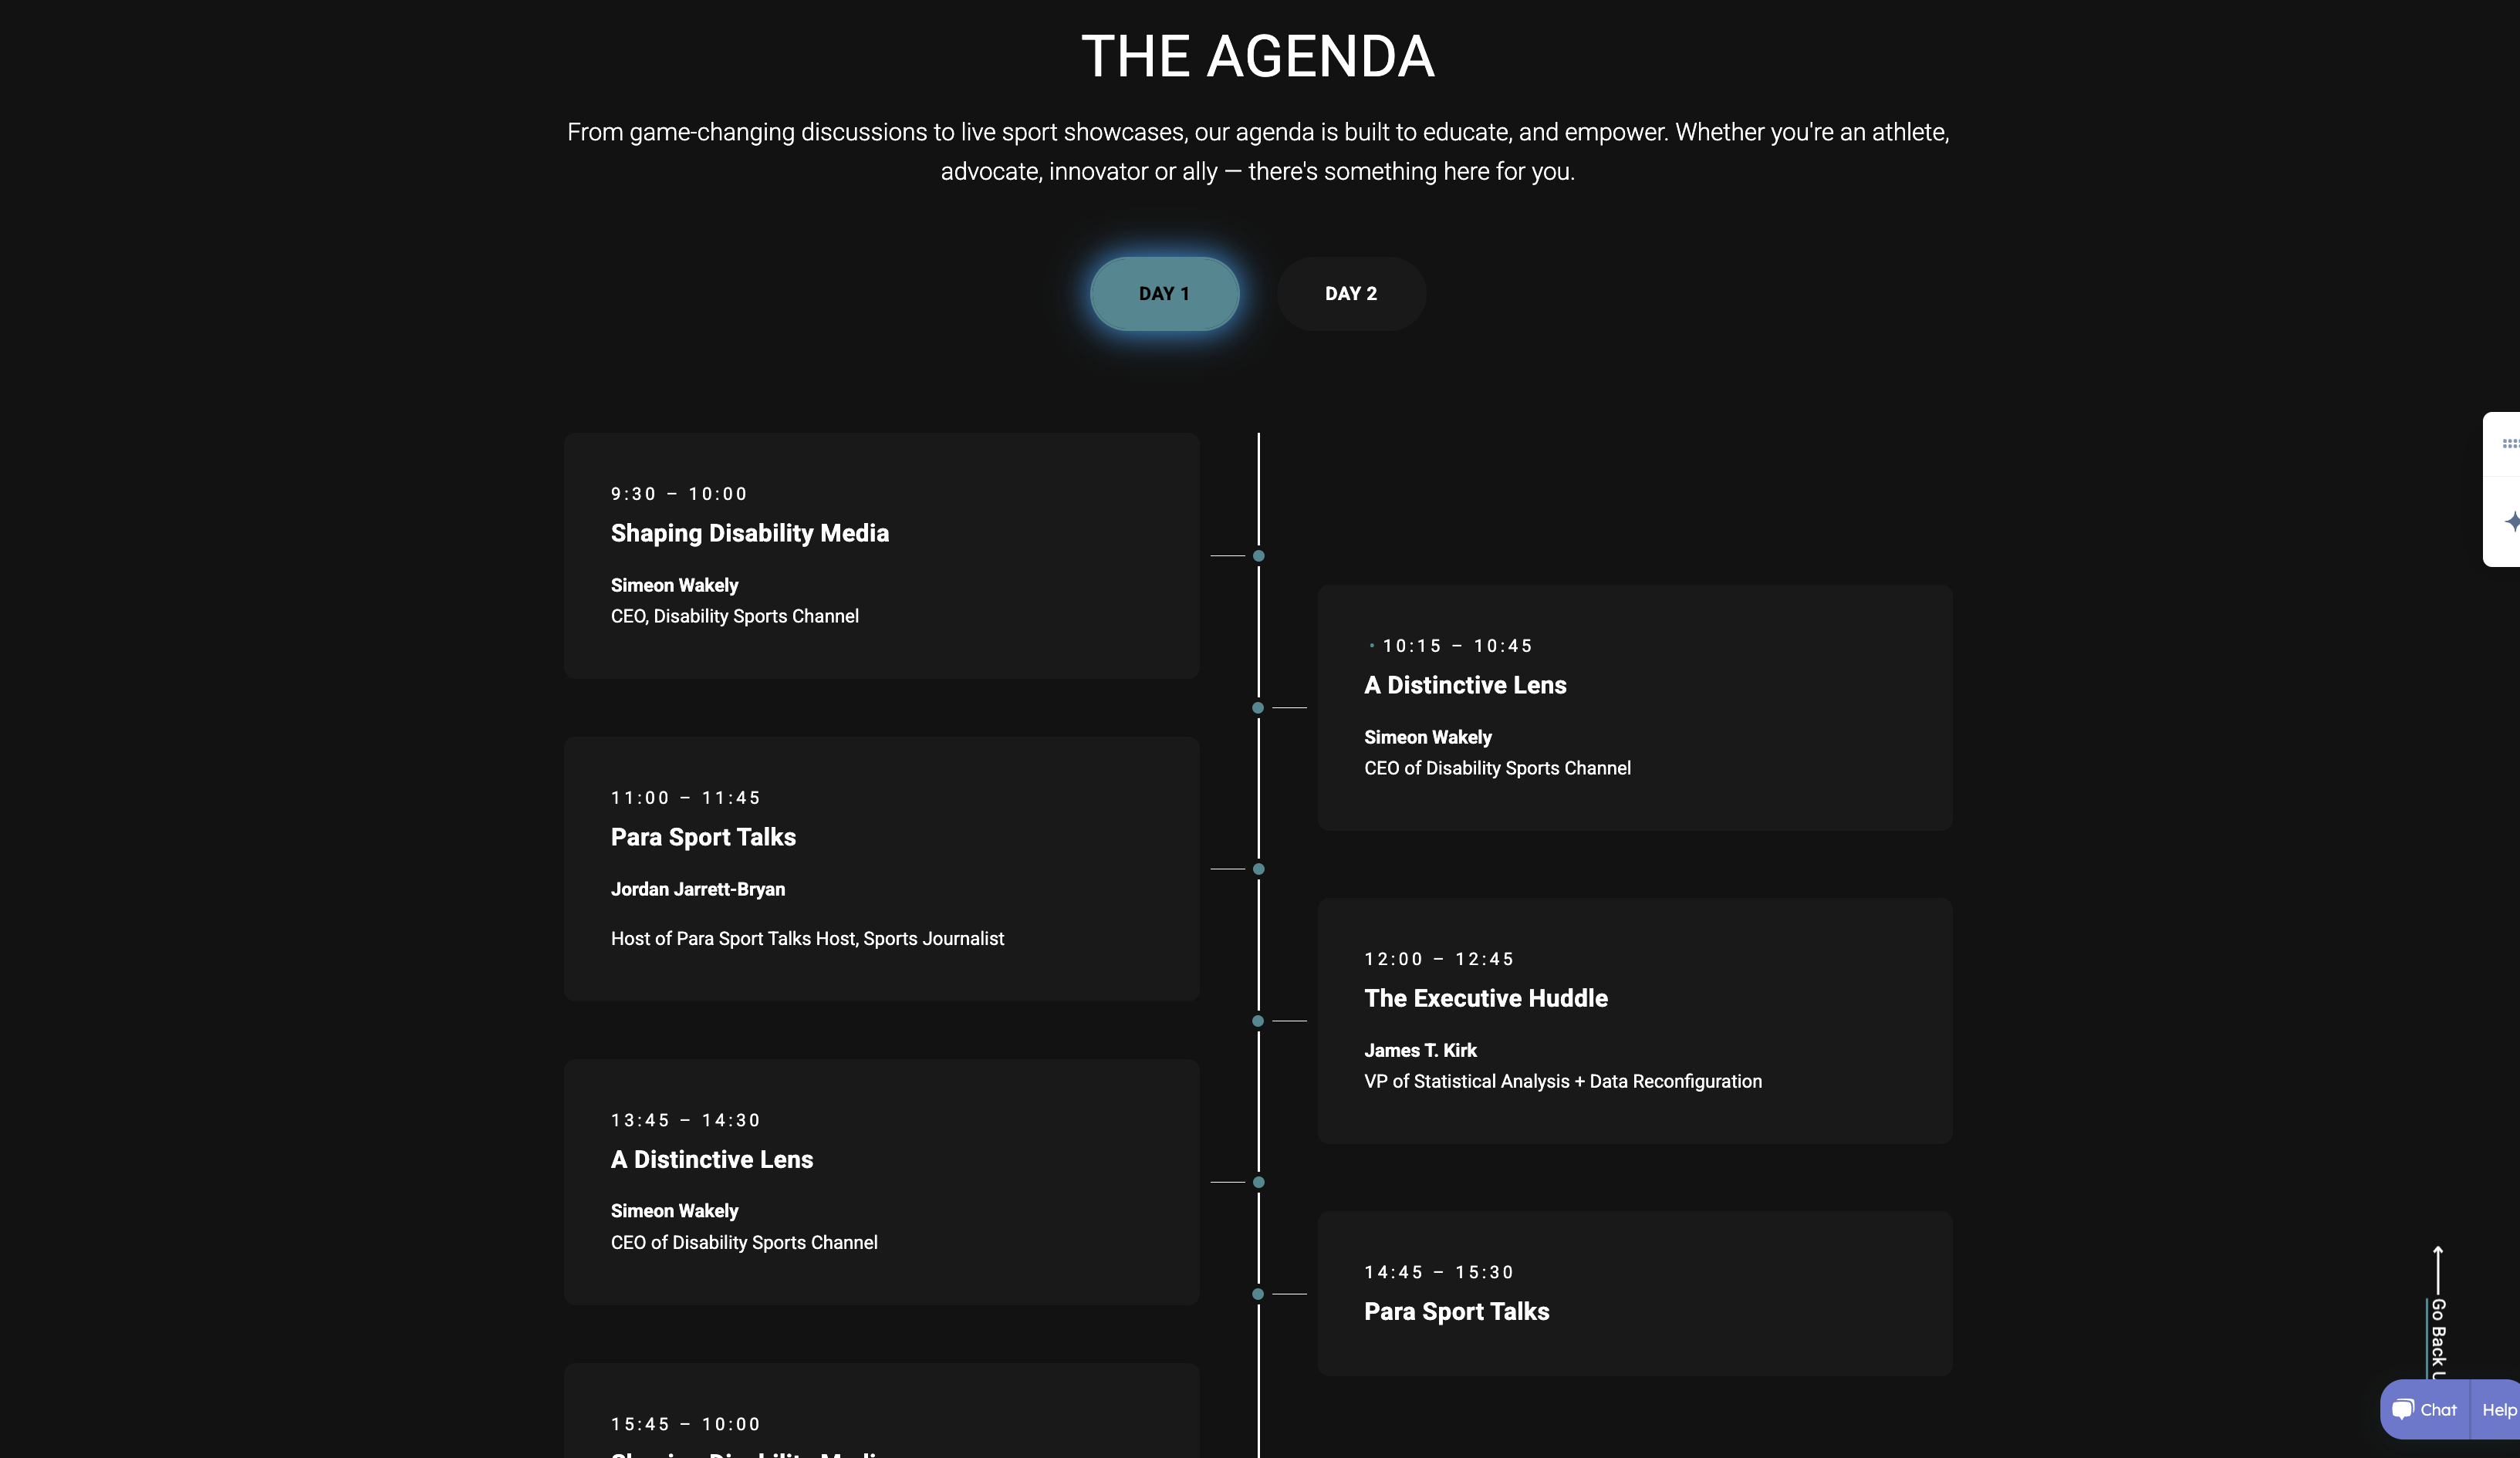 THE AGENDA
From game-changing discussions to live sport showcases, our agenda is built to educate, and empower. Whether you're an athlete,
advocate, innovator or ally — there's something here for you.
DAY 1
DAY 2
9:30 – 10:00
Shaping Disability Media
Simeon Wakely
CEO, Disability Sports Channel
• 10:15 – 10:45
A Distinctive Lens
Simeon Wakely
CEO of Disability Sports Channel
11:00 – 11:45
Para Sport Talks
Jordan Jarrett-Bryan
Host of Para Sport Talks Host, Sports Journalist
12:00 – 12:45
The Executive Huddle
James T. Kirk
VP of Statistical Analysis + Data Reconfiguration
13:45 – 14:30
A Distinctive Lens
Simeon Wakely
CEO of Disability Sports Channel
14:45 – 15:30
Para Sport Talks
15:45 – 10:00
Go Back
Chat
Help